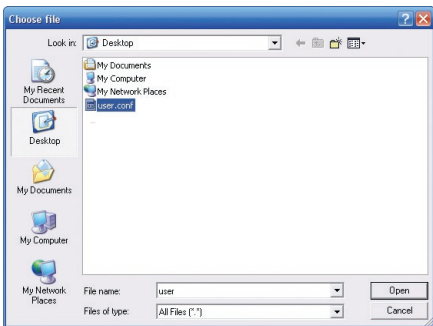 Choose file
Look in:
Desktop
My Recent
Documents
Desktop
My Documents
My Computer
My Network
Places
My Documents
My Computer
My Network Places
user.conf
File name:
user
Open
Files of type:
All Files (*.*)
Cancel